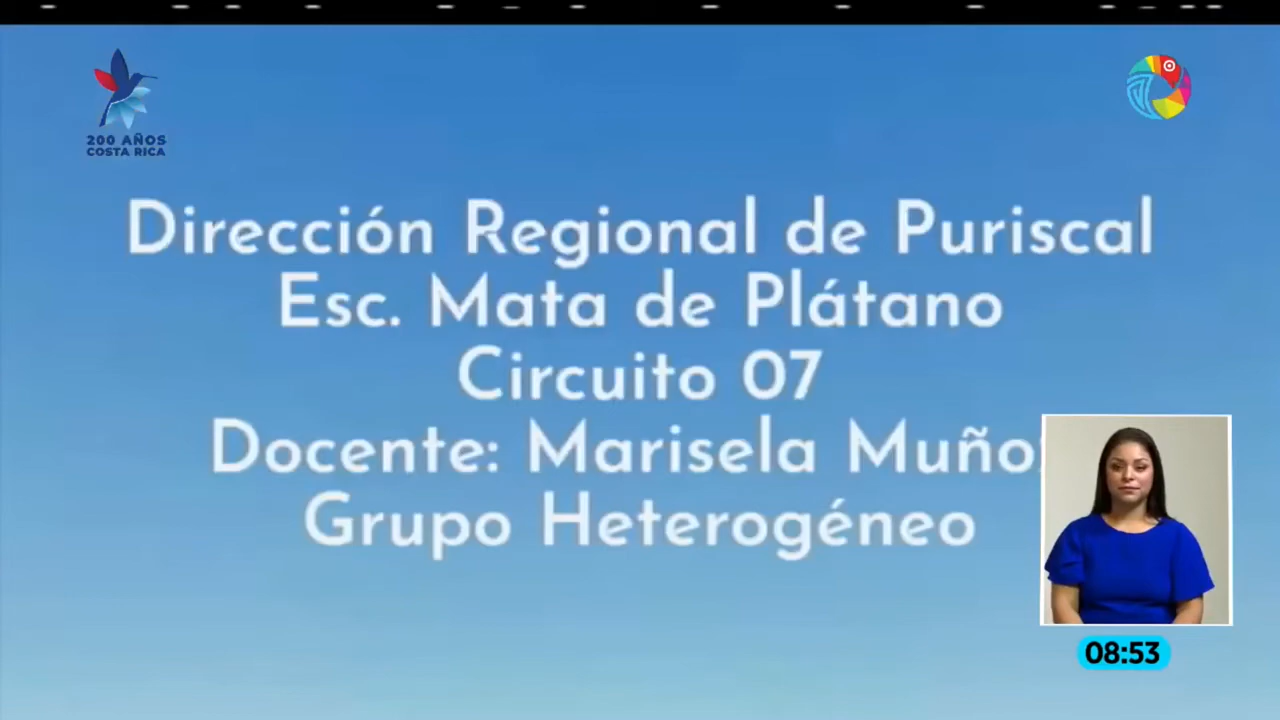 200 AÑOS
COSTA RICA
Dirección Regional de Puriscal
Esc. Mata de Plátano
Circuito 07
Docente: Marisela
Grupo Heterogéneo
08:53